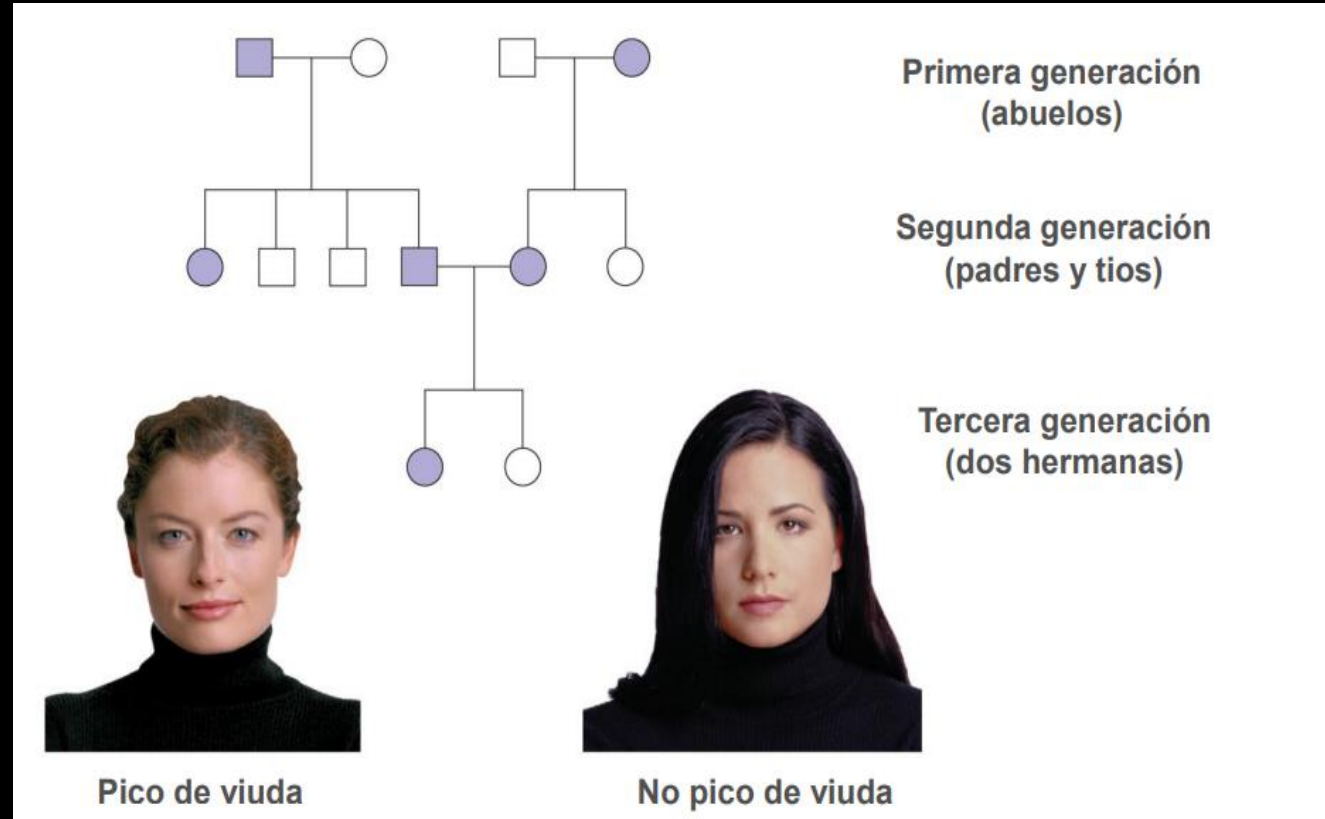 Primera generación
(abuelos)
Segunda generación
(padres y tios)
Tercera generación
(dos hermanas)
Pico de viuda
No pico de viuda